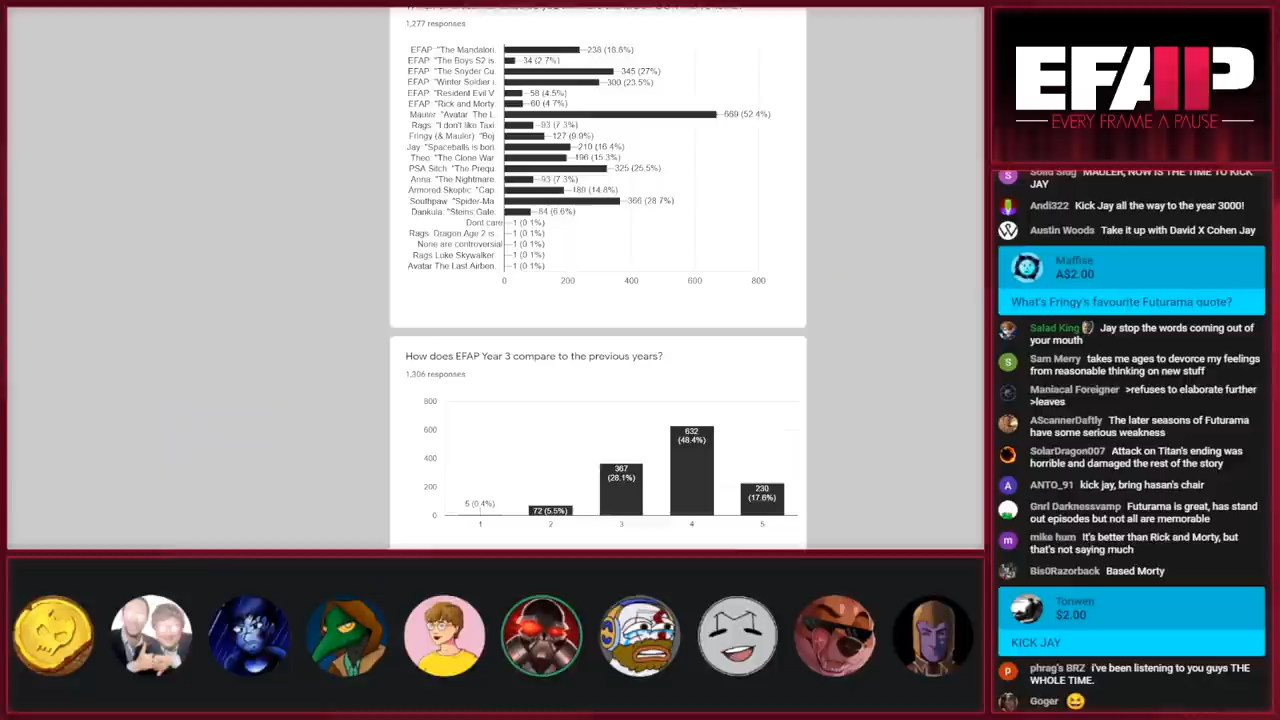 1,277 responses
EFAP: "The Mandalori.
238 (18.6%)
EFAP "The Boys S2 is
34 (2.7%)
EFAP "The Snyder Cu
345 (27%)
EFAP: "Winter Soldier i.
300 (23.5%)
EFAP: "Resident Evil V
58 (4.5%)
EFAP: "Rick and Morty.
60 (4.7%)
Mauler: "Avatar: The L
669 (52.4%)
Rags: "I don't like Taxi
93 (7.3%)
Fringy (& Mauler) "Boj
127 (9.9%)
Jay: "Spaceballs is bori.
210 (16.4%)
Theo: "The Clone War
196 (15.3%)
PSA Sitch "The Prequ
325 (25.5%)
Anna: "The Nightmare.
93 (7.3%)
Armored Skeptic "Cap
189 (14.8%)
Southpaw: "Spider-Ma
366 (28.7%)
Dankula: "Steins:Gate.
84 (6.6%)
Dont care
1 (0.1%)
Rags: Dragon Age 2 is
1 (0.1%)
None are controversial
1 (0.1%)
Rags Luke Skywalker.
1 (0.1%)
Avatar The Last Airben.
1 (0.1%)
0 200 400 600 800
How does EFAP Year 3 compare to the previous years?
1,306 responses
800
600
400
200
0
5 (0.4%)
72 (5.5%)
367
(28.1%)
632
(48.4%)
230
(17.6%)
1 2 3 4 5
EFAP
EVERY FRAME A PAUSE
Solid Slug MAULER, NOW IS THE TIME TO KICK
JAY
Andi322 Kick Jay all the way to the year 3000!
Austin Woods Take it up with David X Cohen Jay
Maffise
A$2.00
What's Fringy's favourite Futurama quote?
Salad King Jay stop the words coming out of
your mouth
Sam Merry takes me ages to devorce my feelings
from reasonable thinking on new stuff
Maniacal Foreigner >refuses to elaborate further
>leaves
AScannerDaftly The later seasons of Futurama
have some serious weakness
SolarDragon007 Attack on Titan's ending was
horrible and damaged the rest of the story
ANTO_91 kick jay, bring hasan's chair
Gnrl Darknessvamp Futurama is great, has stand
out episodes but not all are memorable
mike hum It's better than Rick and Morty, but
that's not saying much
Bis0Razorback Based Morty
Tonwen
$2.00
KICK JAY
phrag's BRZ i've been listening to you guys THE
WHOLE TIME.
Goger